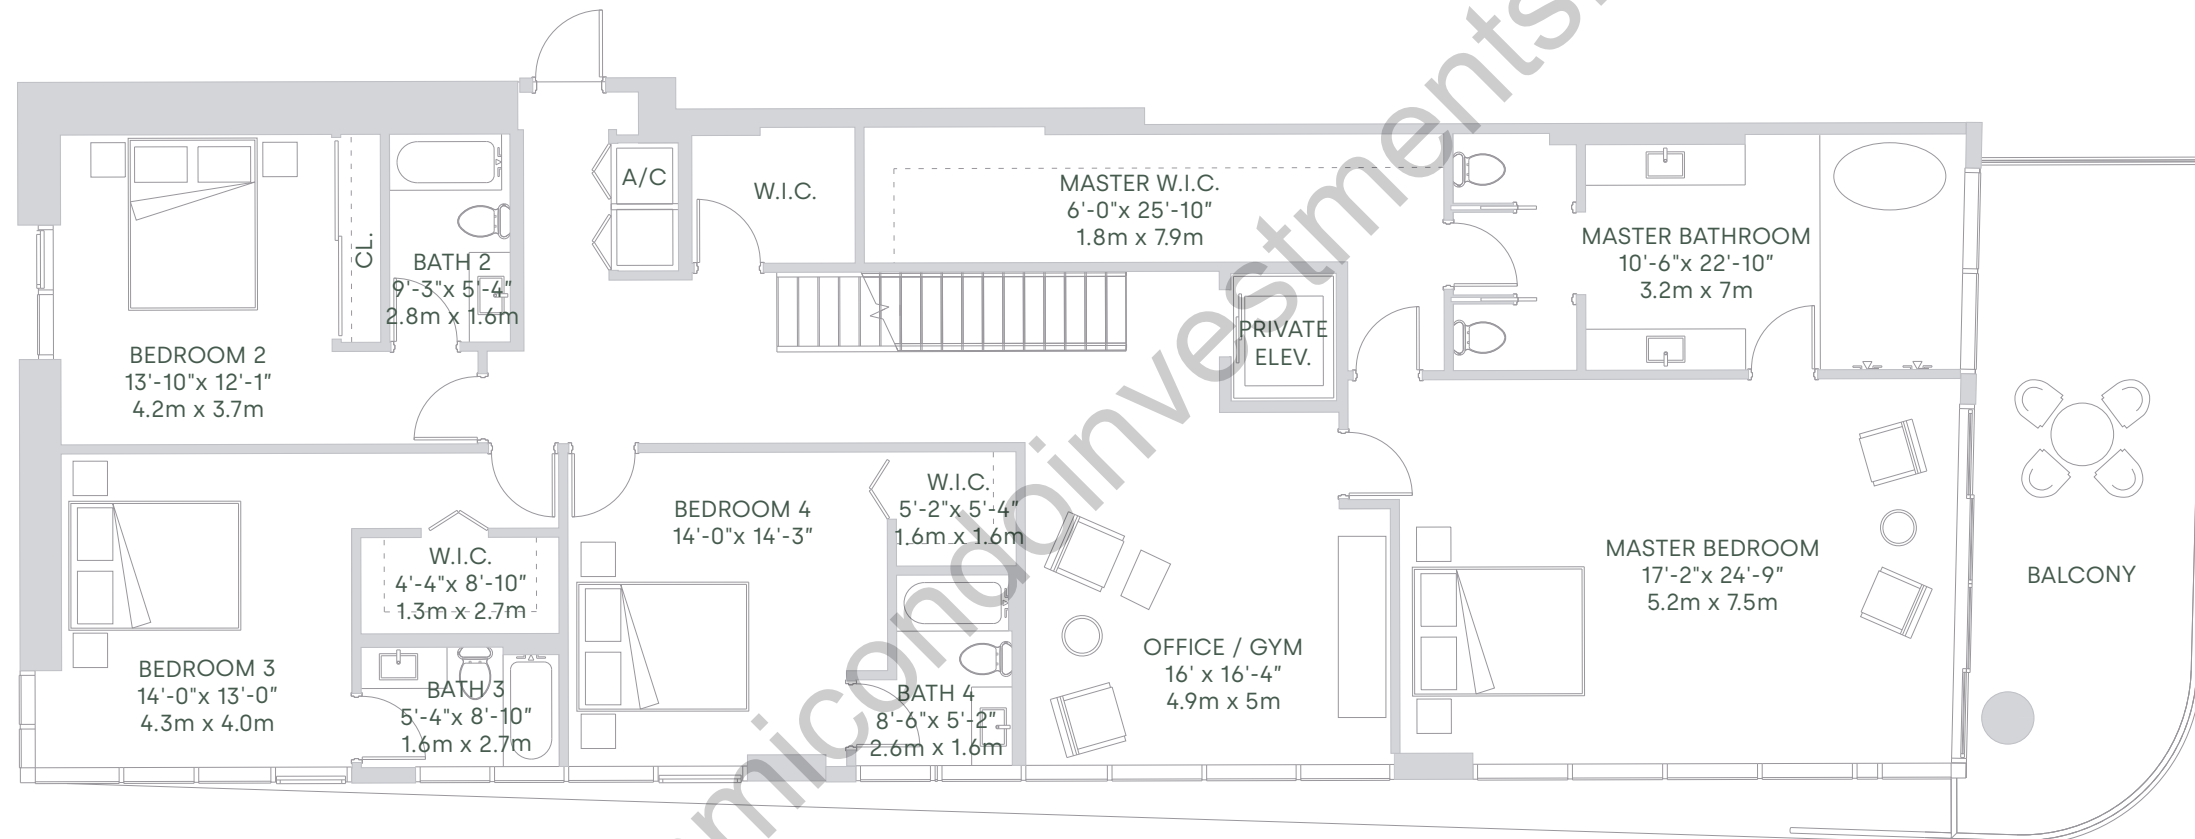 A/C
W.I.C.
MASTER W.I.C.
6'-0"x 25'-10"
1.8m x 7.9m
MASTER BATHROOM
10'-6"x 22'-10"
3.2m x 7m
CL.
BATH 2
9'-3"x 5'-4"
2.8m x 1.6m
PRIVATE
ELEV.
BEDROOM 2
13'-10"x 12'-1"
4.2m x 3.7m
W.I.C.
5'-2"x 5'-4"
1.6m x 1.6m
BEDROOM 4
14'-0"x 14'-3"
W.I.C.
4'-4"x 8'-10"
1.3m x 2.7m
MASTER BEDROOM
17'-2"x 24'-9"
5.2m x 7.5m
BALCONY
OFFICE / GYM
16' x 16'-4"
4.9m x 5m
BEDROOM 3
14'-0"x 13'-0"
4.3m x 4.0m
BATH 3
5'-4"x 8'-10"
1.6m x 2.7m
BATH 4
8'-6"x 5'-2"
2.6m x 1.6m
micondoinvestments.